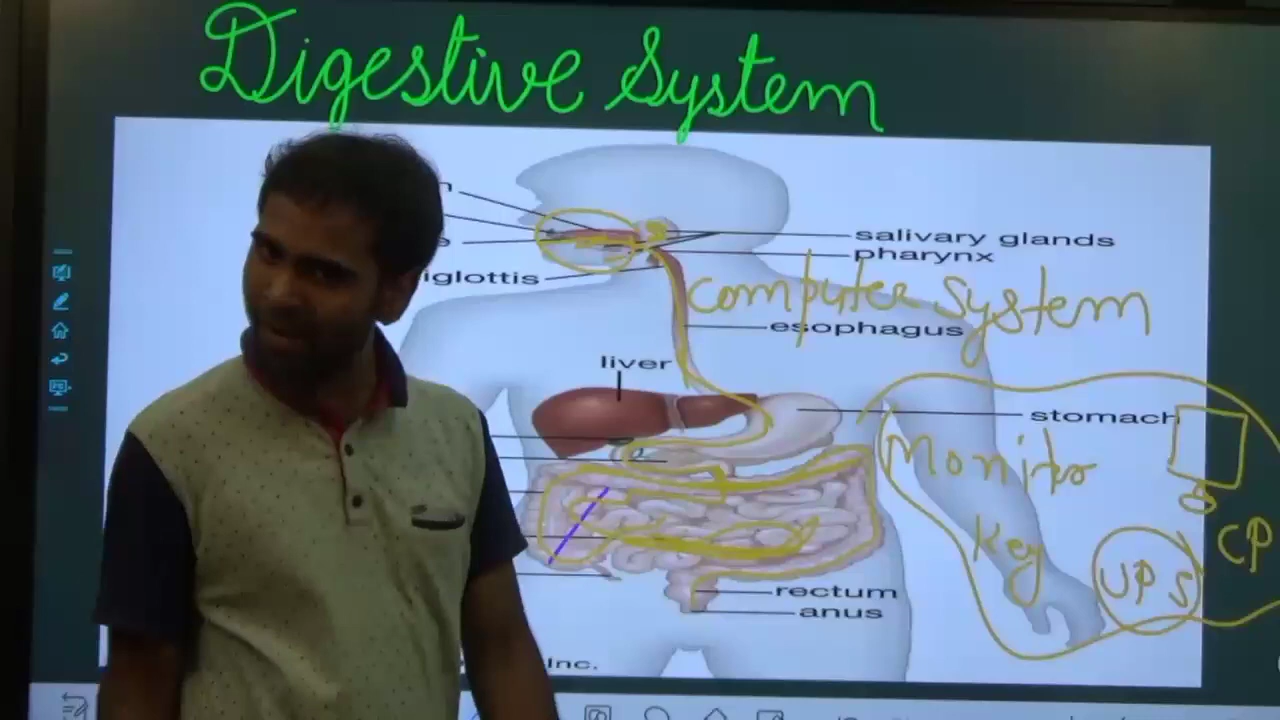 Digestive System
salivary glands
pharynx
iglottis
Computer System
esophagus
liver
stomach
Monitor
Key
CP
UPS
rectum
anus
Inc.